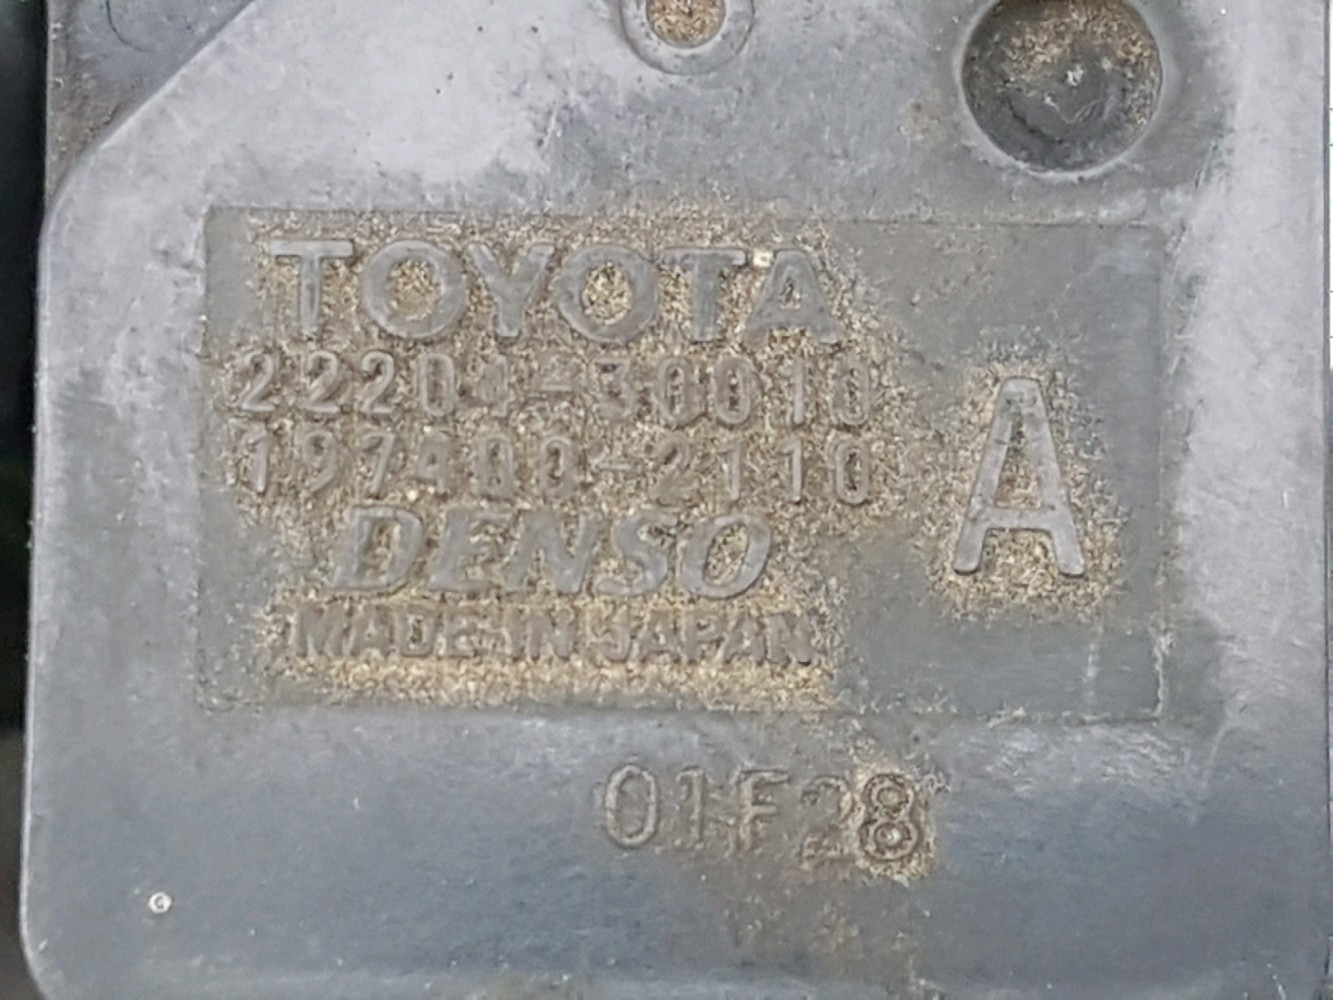 TOYOTA
22204-30010
197400-2110
A
DENSO
MADE IN JAPAN
01F28